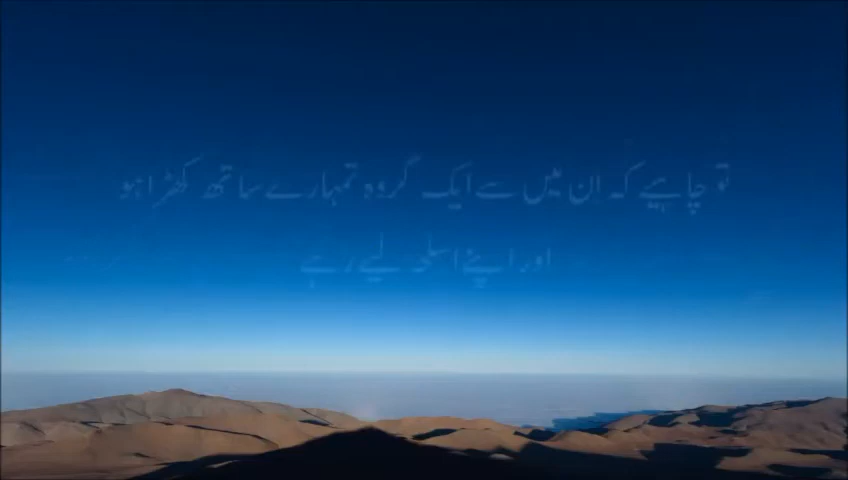 تو چاہیے کہ ان میں سے ایک گروہ تمہارے ساتھ کھڑا ہو
اور اپنے اسلحہ لیے رہے